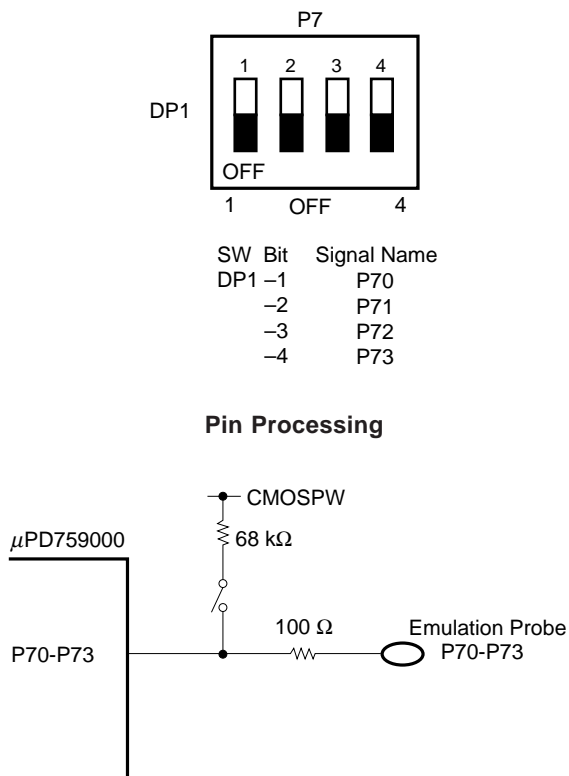 P7
1 2 3 4
DP1
OFF
1 OFF 4
SW Bit Signal Name
DP1 –1 P70
–2 P71
–3 P72
–4 P73
Pin Processing
CMOSPW
μPD759000
68 kΩ
100 Ω
Emulation Probe
P70-P73
P70-P73